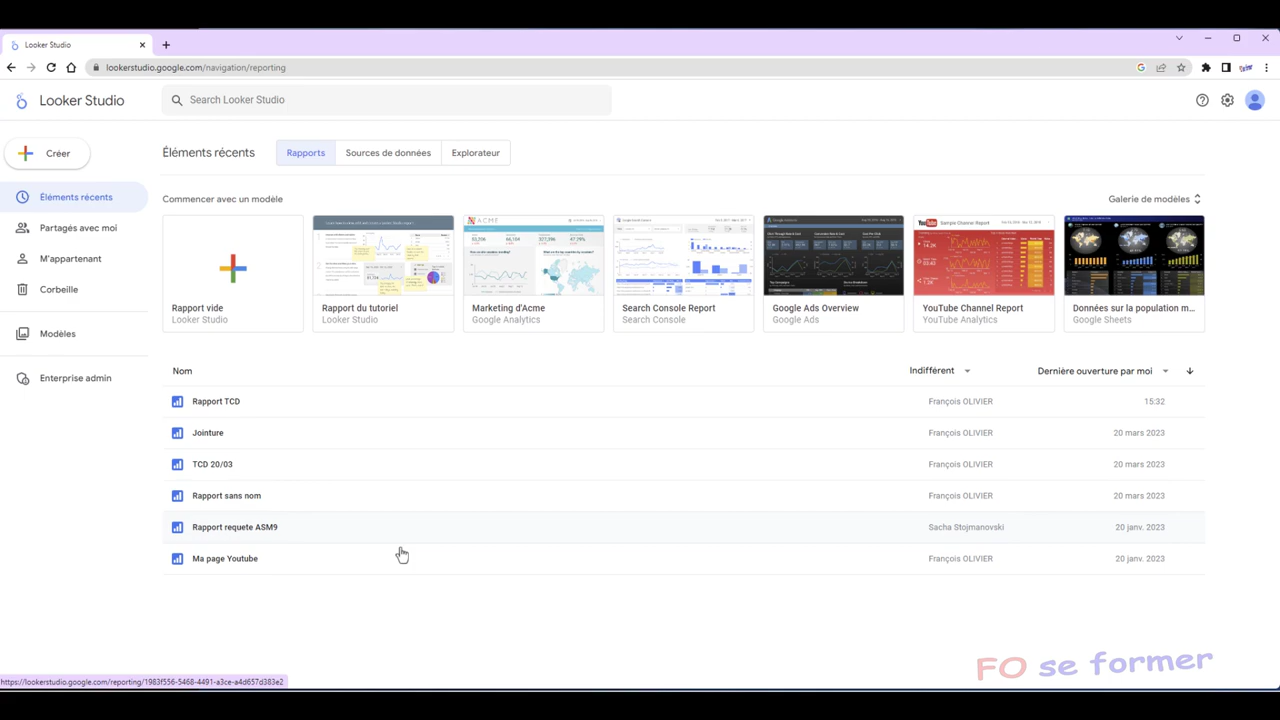 Looker Studio
lookerstudio.google.com/navigation/reporting
Looker Studio
Search Looker Studio
Créer
Éléments récents
Partagés avec moi
M'appartenant
Corbeille
Modèles
Enterprise admin
Éléments récents
Rapports
Sources de données
Explorateur
Commencer avec un modèle
Galerie de modèles
Rapport vide
Looker Studio
Rapport du tutoriel
Looker Studio
ACME
Marketing d'Acme
Google Analytics
Search Console Report
Search Console
Google Ads Overview
Google Ads
YouTube Sample Channel Report
YouTube Channel Report
YouTube Analytics
Données sur la population m...
Google Sheets
Nom
Indifférent
Dernière ouverture par moi
Rapport TCD
François OLIVIER
15:32
Jointure
François OLIVIER
20 mars 2023
TCD 20/03
François OLIVIER
20 mars 2023
Rapport sans nom
François OLIVIER
20 mars 2023
Rapport requete ASM9
Sacha Stojmanovski
20 janv. 2023
Ma page Youtube
François OLIVIER
20 janv. 2023
https://lookerstudio.google.com/reporting/1983f556-5468-4491-a3ce-a4d657d383e2
FO se former